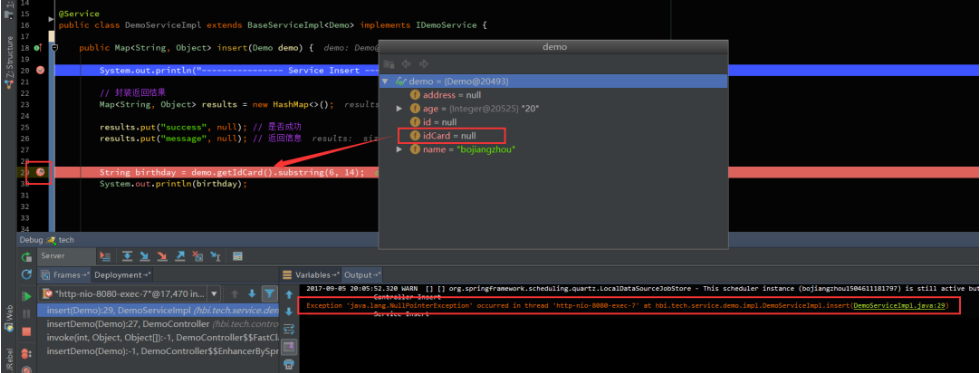 14
15 @Service
16 public class DemoServiceImpl extends BaseServiceImpl<Demo> implements IDemoService {
17
18 public Map<String, Object> insert(Demo demo) { demo: Demo@
demo
20 System.out.println("---------------- Service Insert ---
21
22 // 封装返回结果
23 Map<String, Object> results = new HashMap<>(); results
24
25 results.put("success", null); // 是否成功
26 results.put("message", null); // 返回信息 results: siz
27
28
29 String birthday = demo.getIdCard().substring(6, 14);
30 System.out.println(birthday);
31
32
33
34
demo = {Demo@20493}
address = null
age = {Integer@20525} "20"
id = null
idCard = null
name = "bojiangzhou"
Z: Structure
Web
JRebel
Debug tech
Server
Frames Deployment
Variables Output
"http-nio-8080-exec-7"@17,470 in...
insert(Demo):29, DemoServiceImpl {hbi.tech.service.den
insertDemo(Demo):27, DemoController {hbi.tech.contro
invoke(int, Object, Object[]):-1, DemoController$$FastCl
insertDemo(Demo):-1, DemoController$$EnhancerBySpr
2017-09-05 20:05:52.320 WARN [] [] org.springframework.scheduling.quartz.LocalDataSourceJobStore - This scheduler instance (bojiangzhou1504611181797) is still active but
Controller Insert
Exception 'java.lang.NullPointerException' occurred in thread 'http-nio-8080-exec-7' at hbi.tech.service.impl.DemoServiceImpl.insert(DemoServiceImpl.java:29)
Service Insert